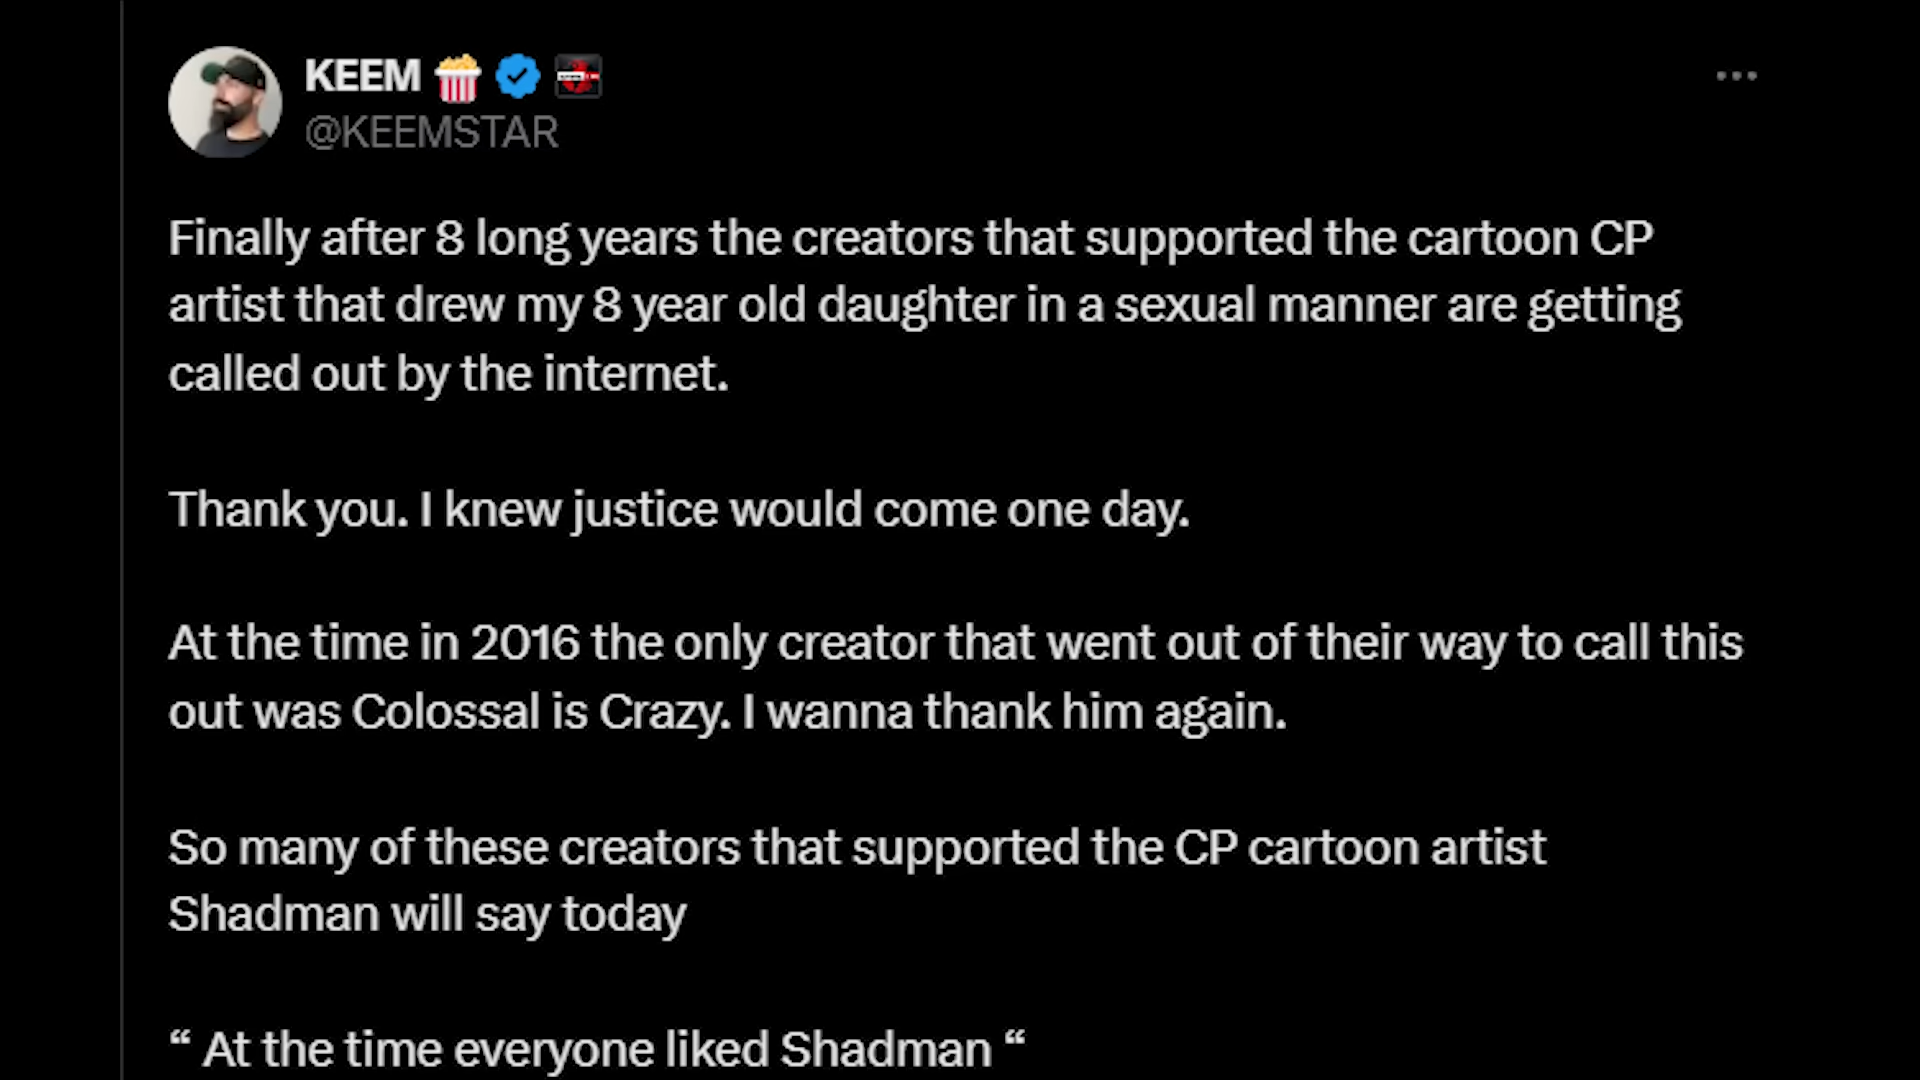 KEEM
@KEEMSTAR
Finally after 8 long years the creators that supported the cartoon CP
artist that drew my 8 year old daughter in a sexual manner are getting
called out by the internet.
Thank you. I knew justice would come one day.
At the time in 2016 the only creator that went out of their way to call this
out was Colossal is Crazy. I wanna thank him again.
So many of these creators that supported the CP cartoon artist
Shadman will say today
“ At the time everyone liked Shadman “